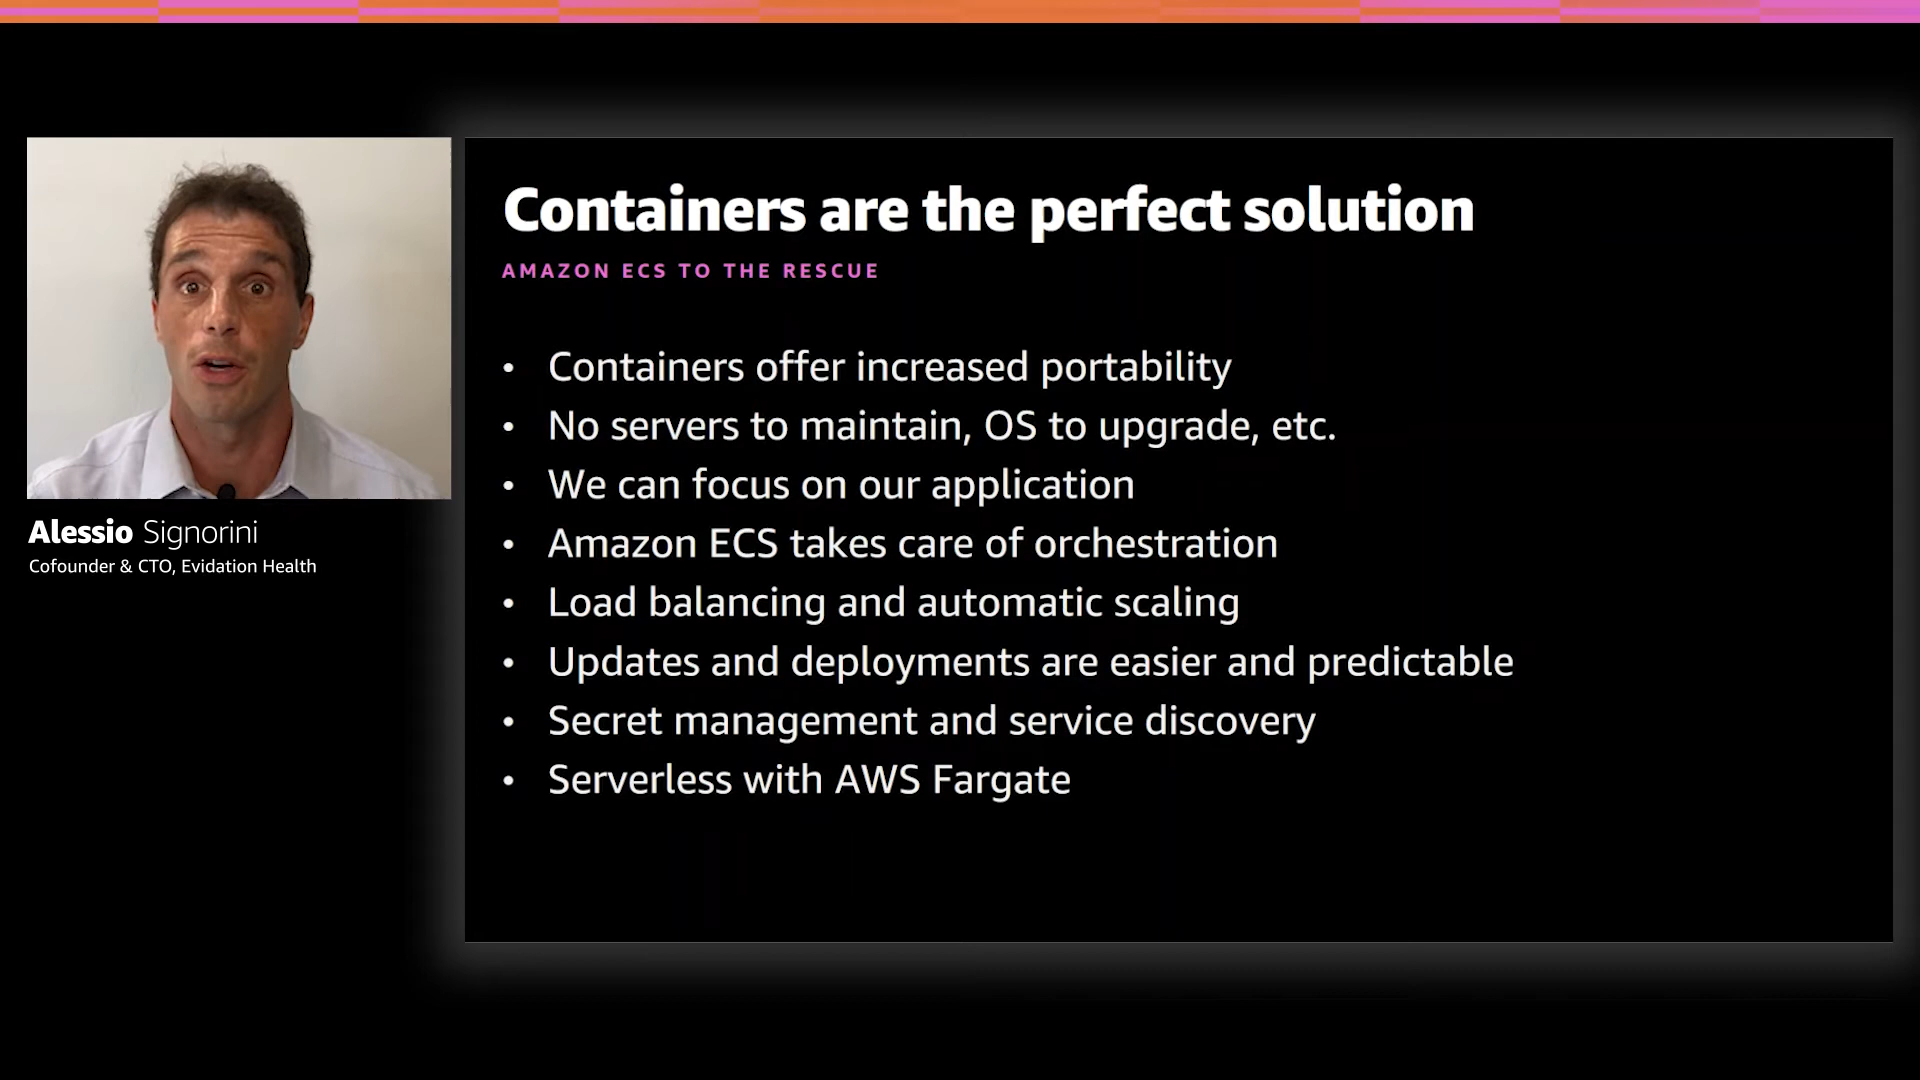 Containers are the perfect solution
AMAZON ECS TO THE RESCUE
• Containers offer increased portability
• No servers to maintain, OS to upgrade, etc.
• We can focus on our application
• Amazon ECS takes care of orchestration
• Load balancing and automatic scaling
• Updates and deployments are easier and predictable
• Secret management and service discovery
• Serverless with AWS Fargate
Alessio Signorini
Cofounder & CTO, Evidation Health